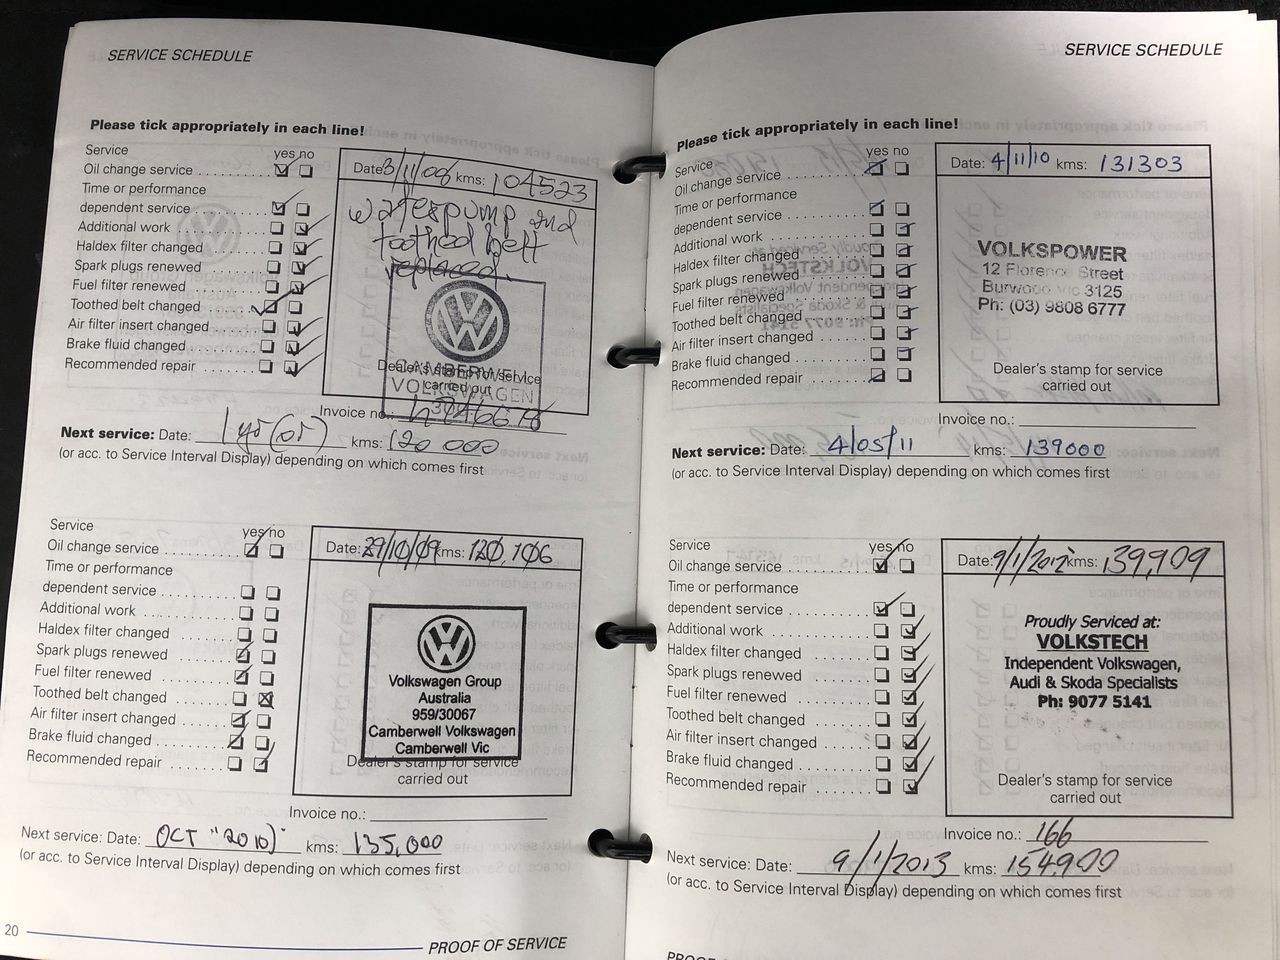 SERVICE SCHEDULE
Please tick appropriately in each line!
Service yes no
Oil change service
Time or performance
dependent service
Additional work
Haldex filter changed
Spark plugs renewed
Fuel filter renewed
Toothed belt changed
Air filter insert changed
Brake fluid changed
Recommended repair
Date: 3/11/08 kms: 104523
waterpump and
toothed belt
replaced.
CAMBERWELL
VOLKSWAGEN
Dealer's stamp for service
carried out
Invoice no.:
Next service: Date: 1 yr (or) kms: 120 000
(or acc. to Service Interval Display) depending on which comes first
Service yes no
Oil change service
Time or performance
dependent service
Additional work
Haldex filter changed
Spark plugs renewed
Fuel filter renewed
Toothed belt changed
Air filter insert changed
Brake fluid changed
Recommended repair
Date: 29/10/09 kms: 120,106
Volkswagen Group
Australia
959/30067
Camberwell Volkswagen
Camberwell Vic
Dealer's stamp for service
carried out
Invoice no.:
Next service: Date: OCT "2010" kms: 135,000
(or acc. to Service Interval Display) depending on which comes first
20
PROOF OF SERVICE
SERVICE SCHEDULE
Please tick appropriately in each line!
Service yes no
Oil change service
Time or performance
dependent service
Additional work
Haldex filter changed
Spark plugs renewed
Fuel filter renewed
Toothed belt changed
Air filter insert changed
Brake fluid changed
Recommended repair
Date: 4/11/10 kms: 131303
VOLKSPOWER
12 Florence Street
Burwood Vic 3125
Ph: (03) 9808 6777
Dealer's stamp for service
carried out
Invoice no.:
Next service: Date: 4/05/11 kms: 139000
(or acc. to Service Interval Display) depending on which comes first
Service yes no
Oil change service
Time or performance
dependent service
Additional work
Haldex filter changed
Spark plugs renewed
Fuel filter renewed
Toothed belt changed
Air filter insert changed
Brake fluid changed
Recommended repair
Date: 9/1/2012 kms: 139,909
Proudly Serviced at:
VOLKSTECH
Independent Volkswagen,
Audi & Skoda Specialists
Ph: 9077 5141
Dealer's stamp for service
carried out
Invoice no.: 166
Next service: Date: 9/1/2013 kms: 154900
(or acc. to Service Interval Display) depending on which comes first